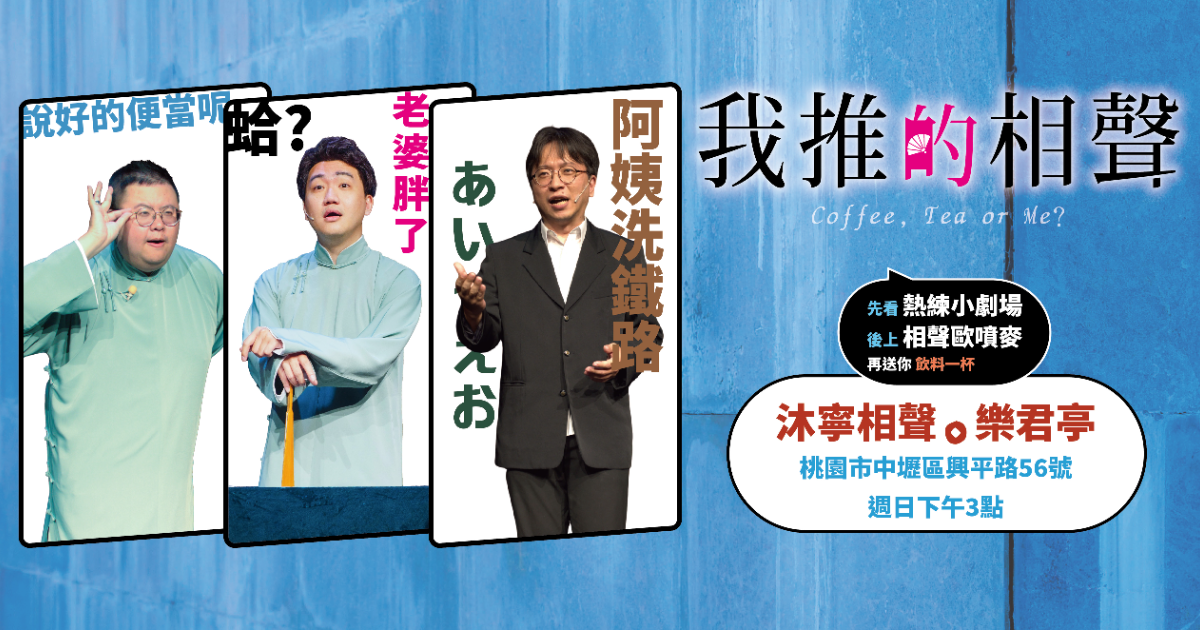 說好的便當呢
蛤?
老婆胖了
あいうえお
阿姨洗鐵路
我推的相聲
Coffee, Tea or Me?
先看 熱練小劇場
後上 相聲歐噴麥
再送你 飲料一杯
沐寧相聲。樂君亭
桃園市中壢區興平路56號
週日下午3點